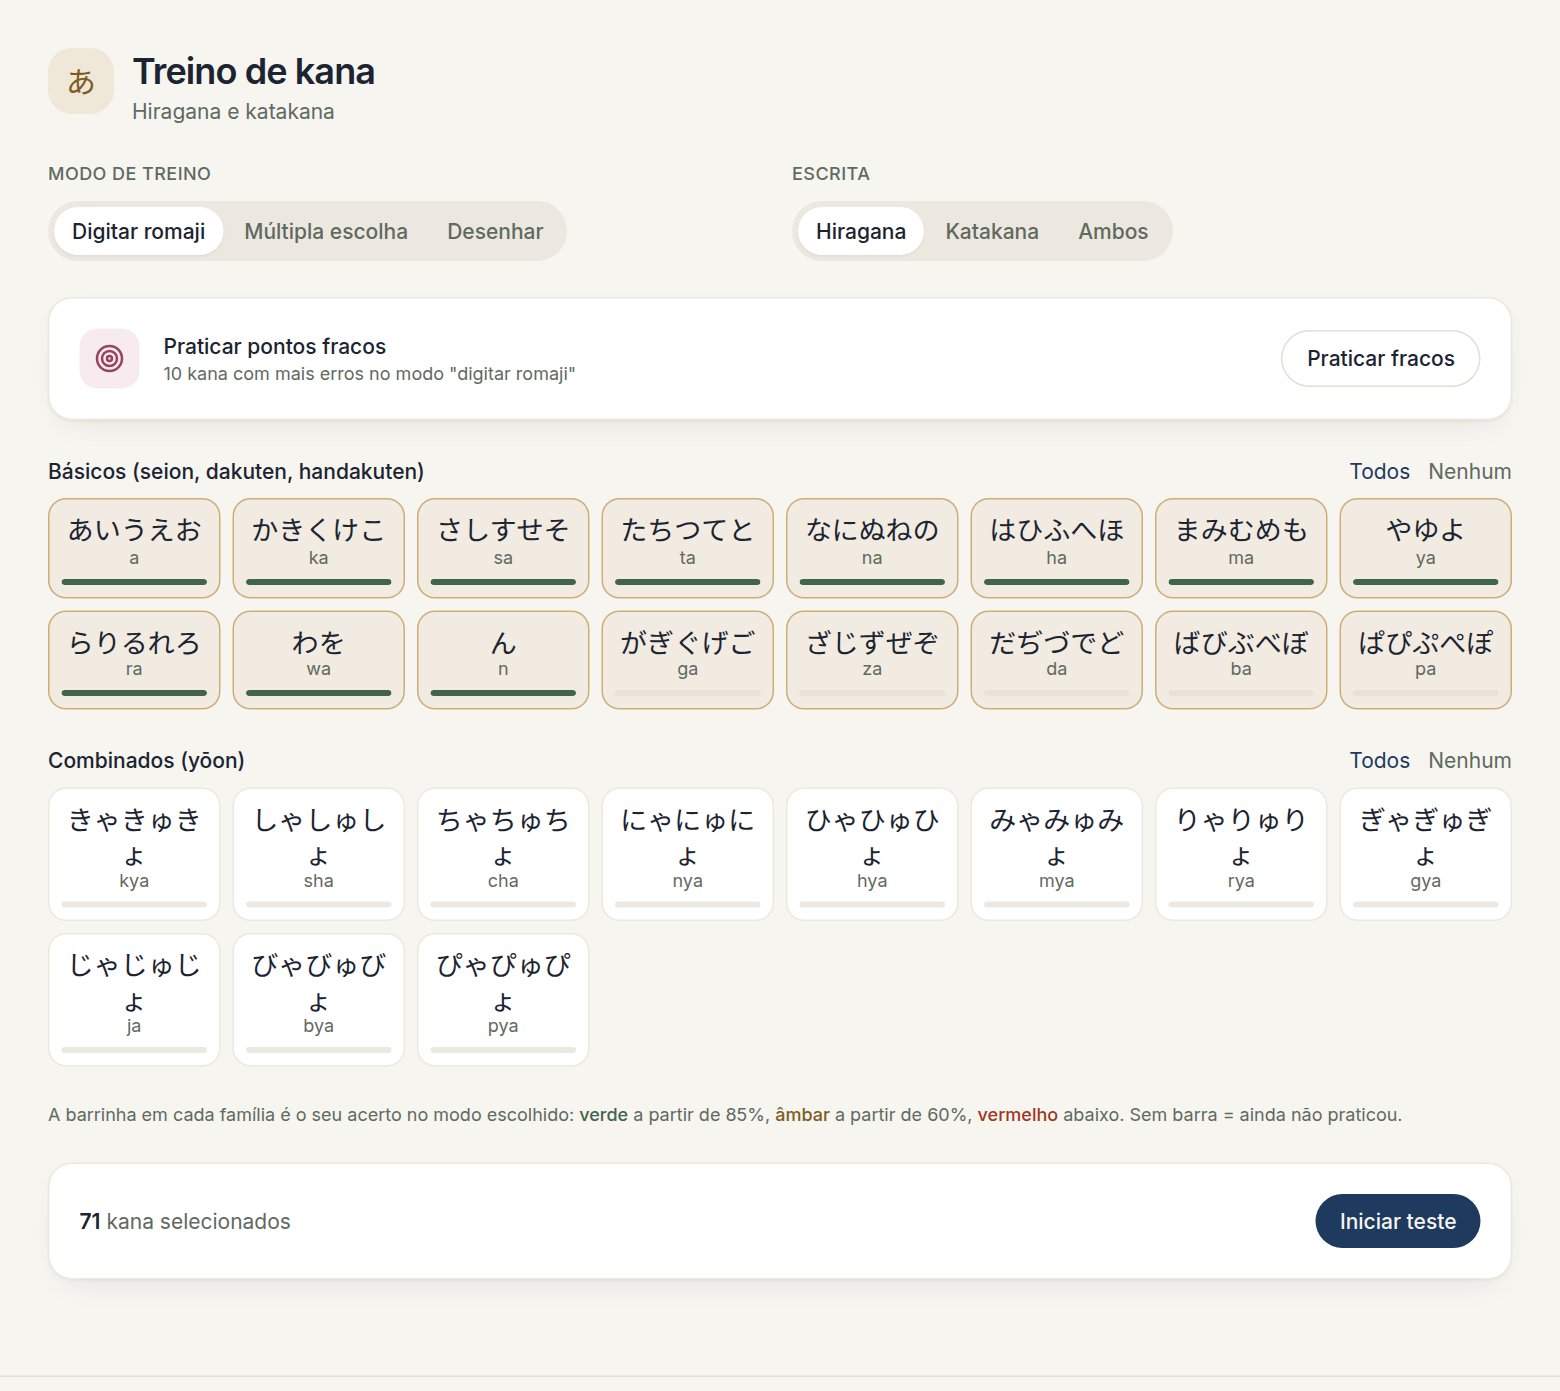 あ
Treino de kana
Hiragana e katakana
MODO DE TREINO
Digitar romaji Múltipla escolha Desenhar
ESCRITA
Hiragana Katakana Ambos
Praticar pontos fracos
10 kana com mais erros no modo "digitar romaji"
Praticar fracos
Básicos (seion, dakuten, handakuten)
Todos Nenhum
あいうえお
a
かきくけこ
ka
さしすせそ
sa
たちつてと
ta
なにぬねの
na
はひふへほ
ha
まみむめも
ma
やゆよ
ya
らりるれろ
ra
わを
wa
ん
n
がぎぐげご
ga
ざじずぜぞ
za
だぢづでど
da
ばびぶべぼ
ba
ぱぴぷぺぽ
pa
Combinados (yōon)
Todos Nenhum
きゃきゅき
ょ
kya
しゃしゅし
ょ
sha
ちゃちゅち
ょ
cha
にゃにゅに
ょ
nya
ひゃひゅひ
ょ
hya
みゃみゅみ
ょ
mya
りゃりゅり
ょ
rya
ぎゃぎゅぎ
ょ
gya
じゃじゅじ
ょ
ja
びゃびゅび
ょ
bya
ぴゃぴゅぴ
ょ
pya
A barrinha em cada família é o seu acerto no modo escolhido: verde a partir de 85%, âmbar a partir de 60%, vermelho abaixo. Sem barra = ainda não praticou.
71 kana selecionados
Iniciar teste